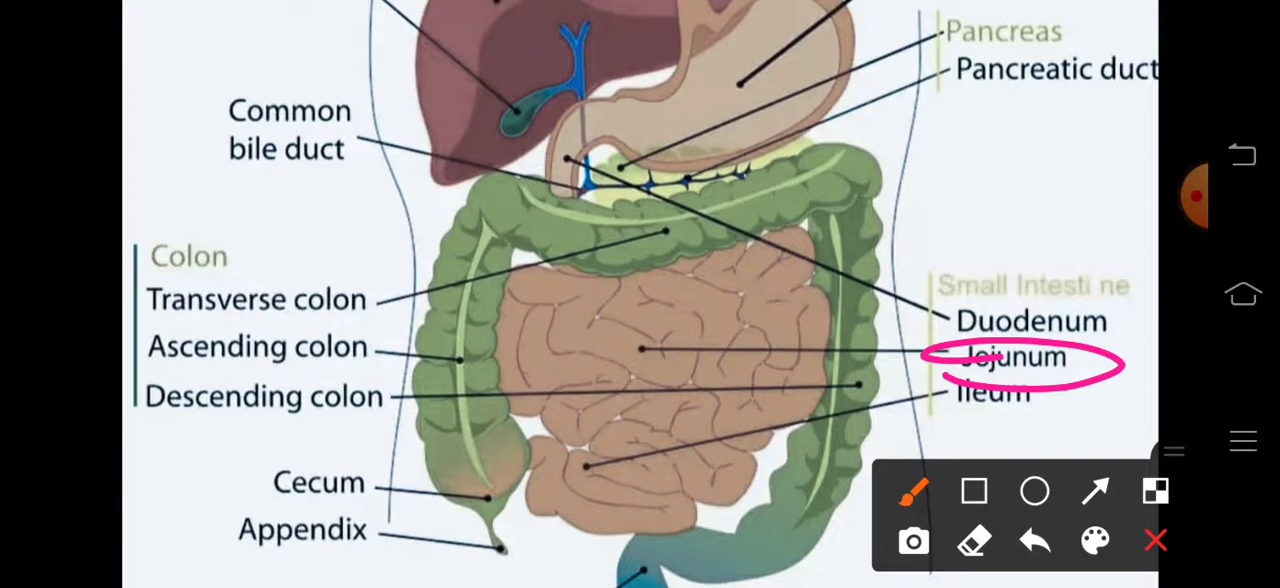 Pancreas
Pancreatic duct
Common
bile duct
Colon
Transverse colon
Ascending colon
Descending colon
Cecum
Appendix
Small Intesti ne
Duodenum
Jojunum
Ileum